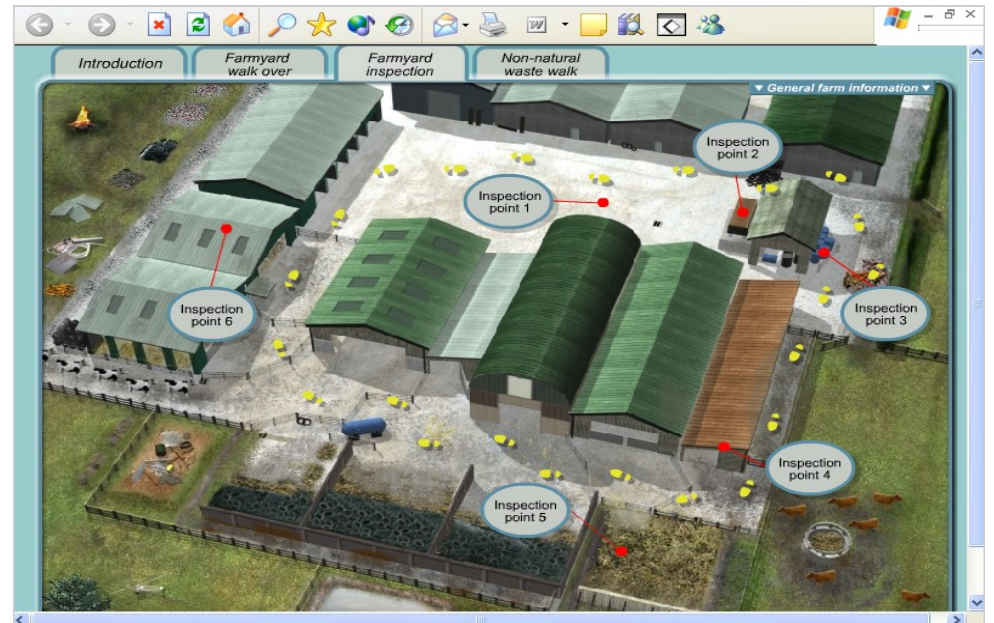 Introduction
Farmyard
walk over
Farmyard
inspection
Non-natural
waste walk
▼ General farm information ▼
Inspection
point 2
Inspection
point 1
Inspection
point 3
Inspection
point 6
Inspection
point 4
Inspection
point 5